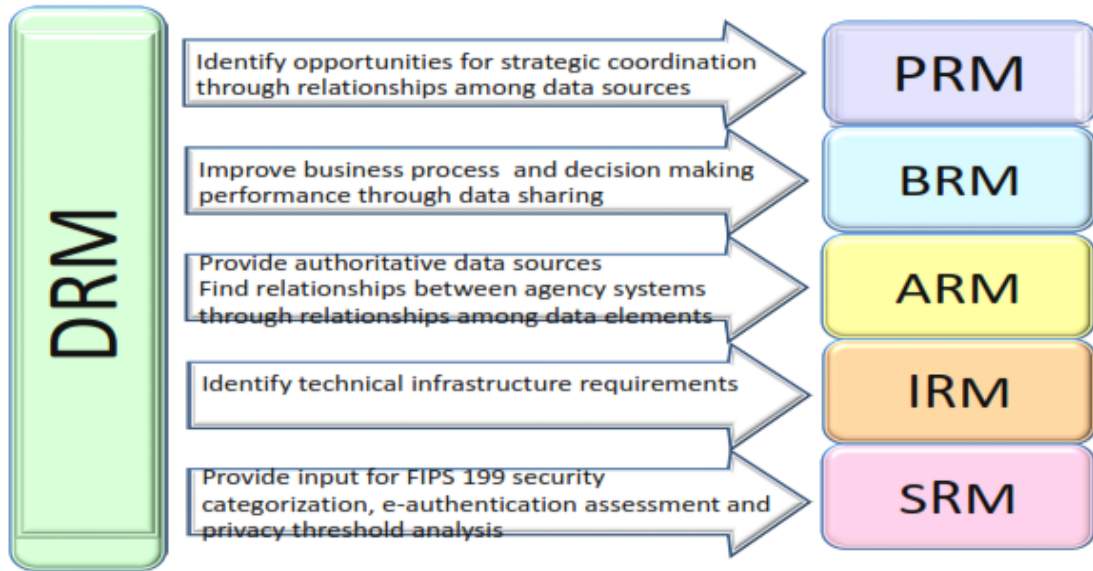 DRM
Identify opportunities for strategic coordination
through relationships among data sources
PRM
Improve business process and decision making
performance through data sharing
BRM
Provide authoritative data sources
Find relationships between agency systems
through relationships among data elements
ARM
Identify technical infrastructure requirements
IRM
Provide input for FIPS 199 security
categorization, e-authentication assessment and
privacy threshold analysis
SRM